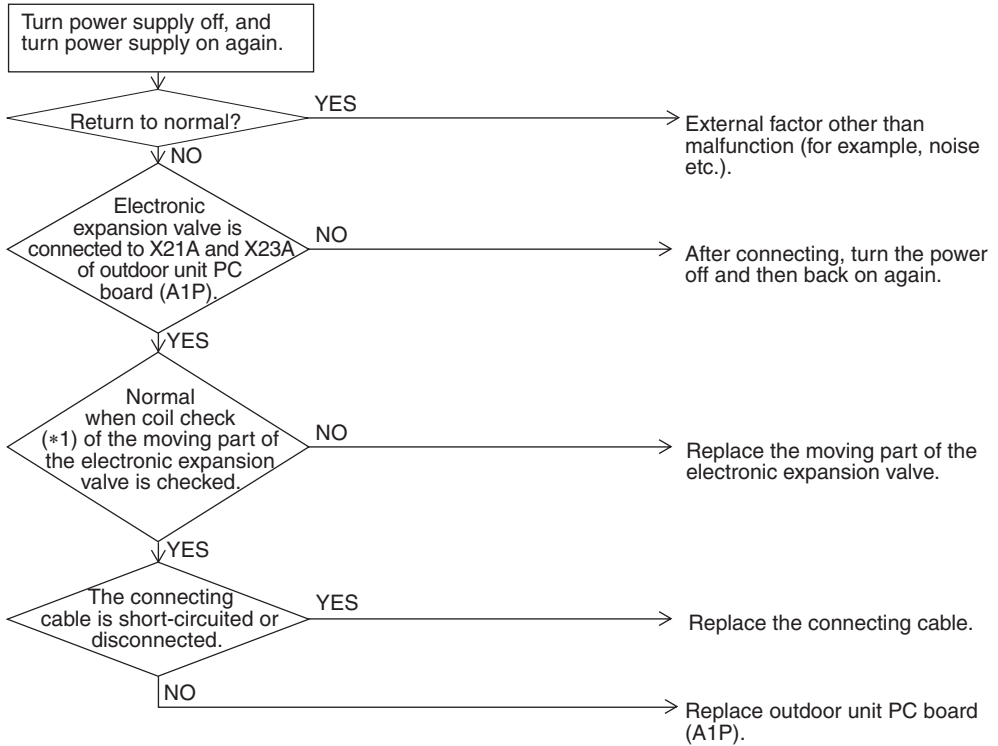 Turn power supply off, and
turn power supply on again.
Return to normal?
YES
External factor other than
malfunction (for example, noise
etc.).
NO
Electronic
expansion valve is
connected to X21A and X23A
of outdoor unit PC
board (A1P).
NO
After connecting, turn the power
off and then back on again.
YES
Normal
when coil check
(*1) of the moving part of
the electronic expansion
valve is checked.
NO
Replace the moving part of the
electronic expansion valve.
YES
The connecting
cable is short-circuited or
disconnected.
YES
Replace the connecting cable.
NO
Replace outdoor unit PC board
(A1P).